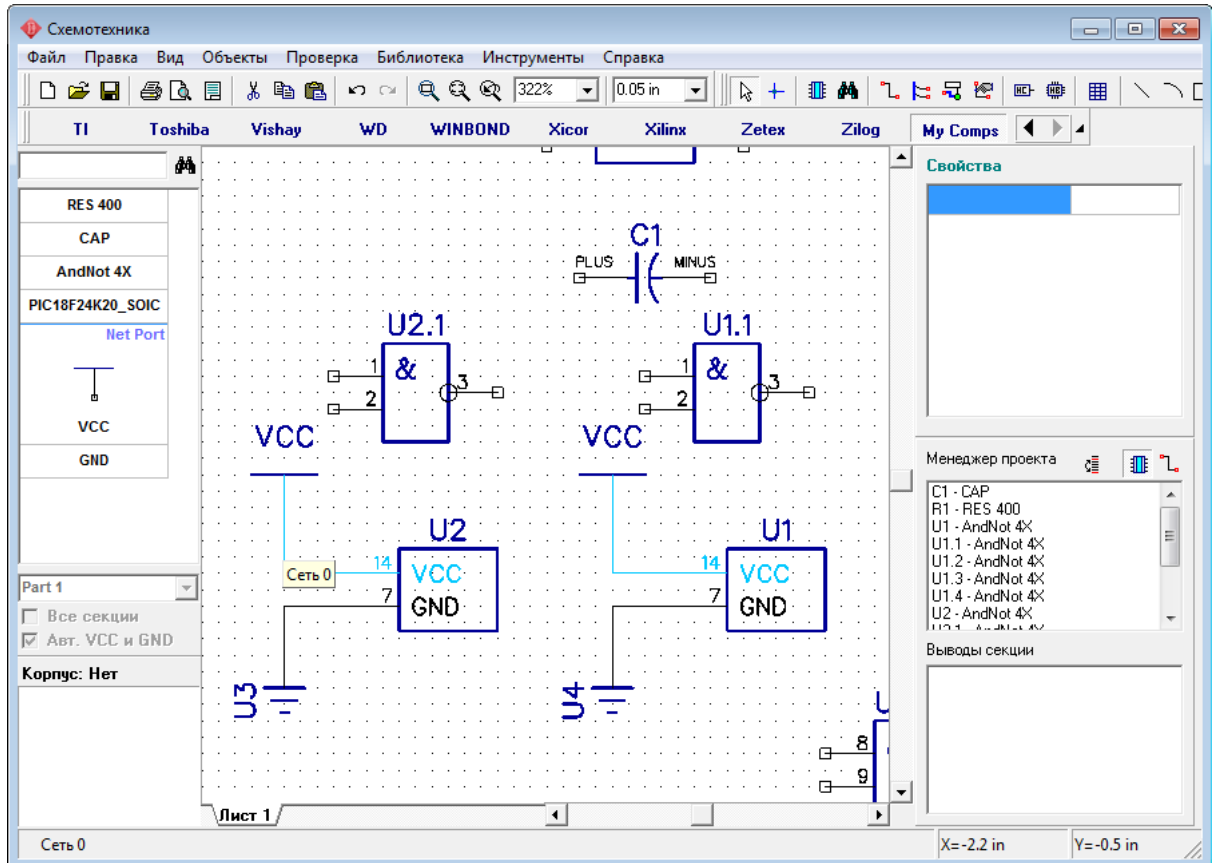 Схемотехника
Файл Правка Вид Объекты Проверка Библиотека Инструменты Справка
322% 0.05 in
TI Toshiba Vishay WD WINBOND Xicor Xilinx Zetex Zilog My Comps
RES 400
CAP
AndNot 4X
PIC18F24K20_SOIC
Net Port
VCC
GND
Part 1
Все секции
Авт. VCC и GND
Корпус: Нет
C1
PLUS MINUS
U2.1
1 &
2 3
U1.1
1 &
2 3
VCC
VCC
U2
14 VCC
7 GND
Сеть 0
U1
14 VCC
7 GND
U3
U4
8
9
Лист 1
Свойства
Менеджер проекта
C1 - CAP
R1 - RES 400
U1 - AndNot 4X
U1.1 - AndNot 4X
U1.2 - AndNot 4X
U1.3 - AndNot 4X
U1.4 - AndNot 4X
U2 - AndNot 4X
Выводы секции
Сеть 0 X=-2.2 in Y=-0.5 in